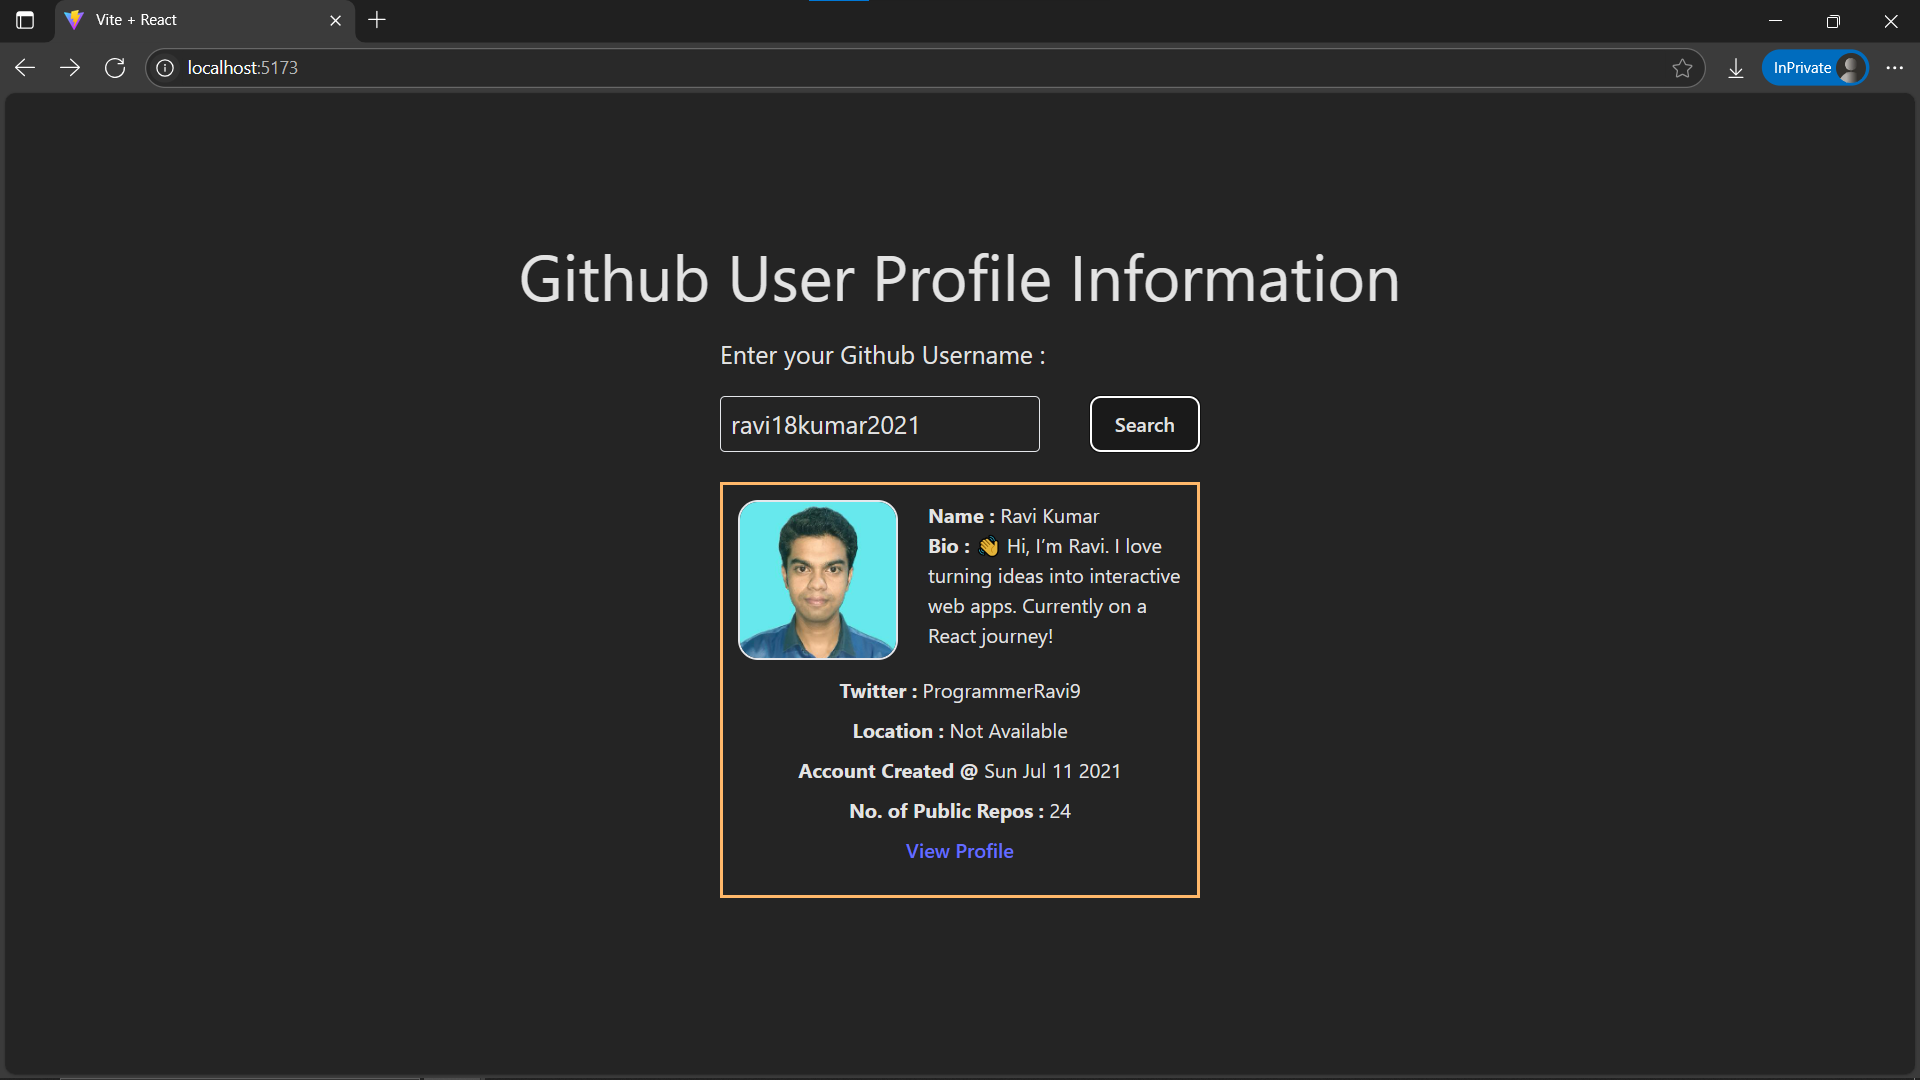 Vite + React
localhost:5173
InPrivate
Github User Profile Information
Enter your Github Username :
ravi18kumar2021
Search
Name : Ravi Kumar
Bio : 👋 Hi, I’m Ravi. I love
turning ideas into interactive
web apps. Currently on a
React journey!
Twitter : ProgrammerRavi9
Location : Not Available
Account Created @ Sun Jul 11 2021
No. of Public Repos : 24
View Profile